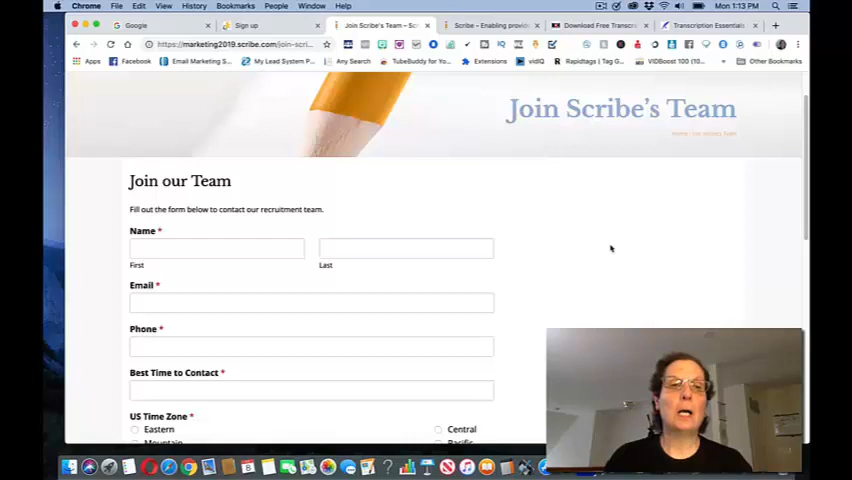 Chrome File Edit View History Bookmarks People Window Help
Mon 1:13 PM
Google
Sign up
Join Scribe's Team – Sc
Scribe – Enabling provid
Download Free Transcr
Transcription Essentials
https://marketing2019.scribe.com/join-scri...
Apps Facebook Email Marketing S... My Lead System P... TubeBuddy for Yo... Extensions vidIQ Rapidtags | Tag G... VIDBoost 100 (10... Other Bookmarks
Join Scribe's Team
Join our Team
Fill out the form below to contact our recruitment team.
Name *
First Last
Email *
Phone *
Best Time to Contact *
US Time Zone *
Eastern Central
Mountain Pacific